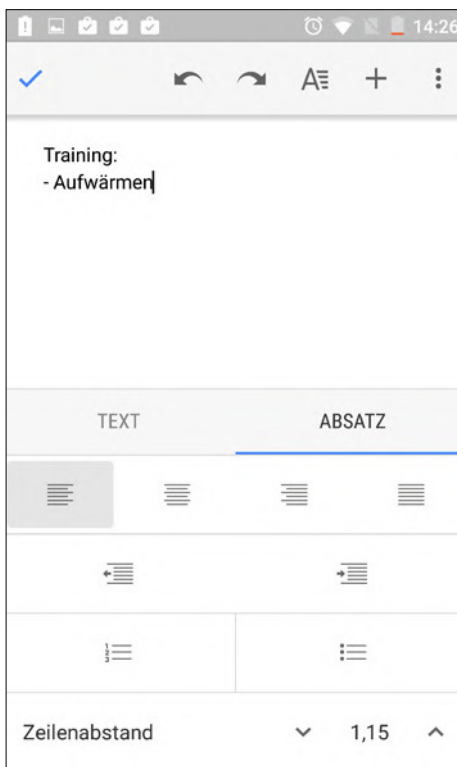 14:26
Training:
- Aufwärmen
TEXT ABSATZ
Zeilenabstand 1,15